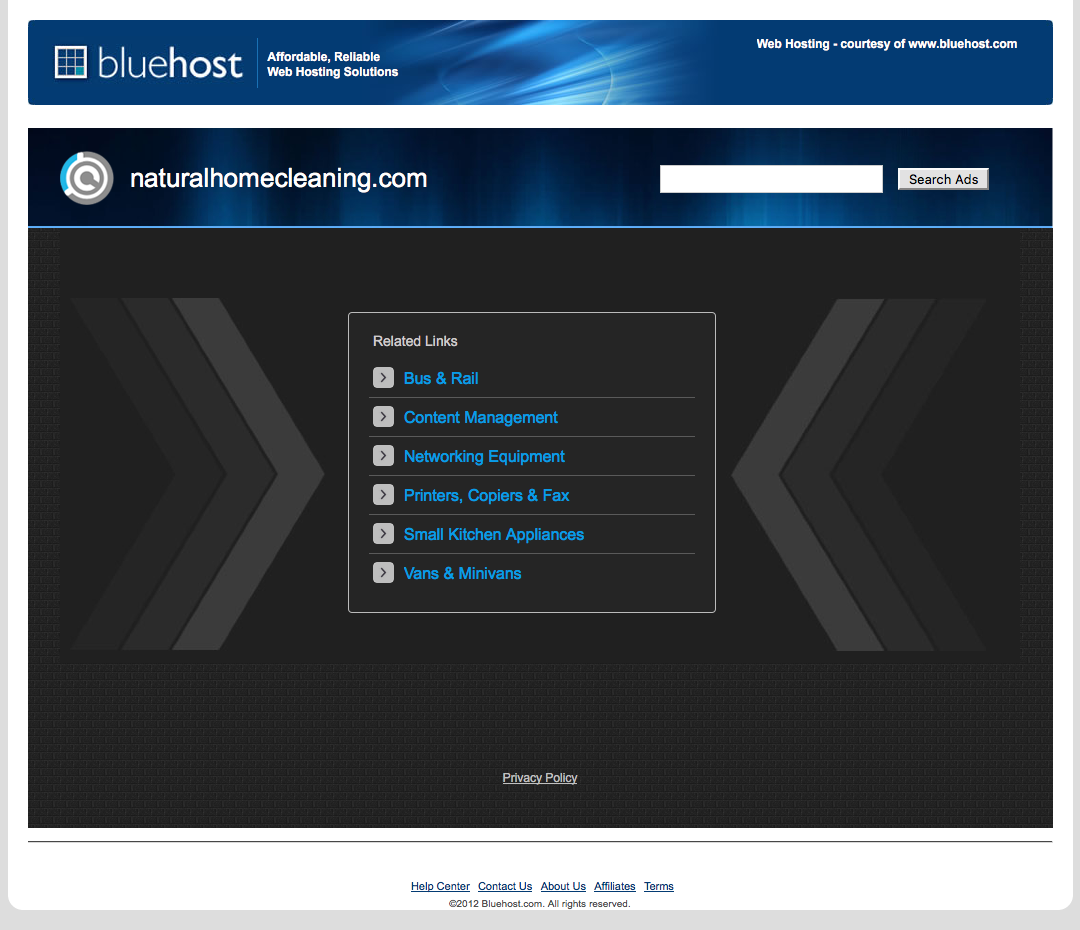 bluehost
Affordable, Reliable
Web Hosting Solutions
Web Hosting - courtesy of www.bluehost.com
naturalhomecleaning.com
Search Ads
Related Links
Bus & Rail
Content Management
Networking Equipment
Printers, Copiers & Fax
Small Kitchen Appliances
Vans & Minivans
Privacy Policy
Help Center Contact Us About Us Affiliates Terms
©2012 Bluehost.com. All rights reserved.